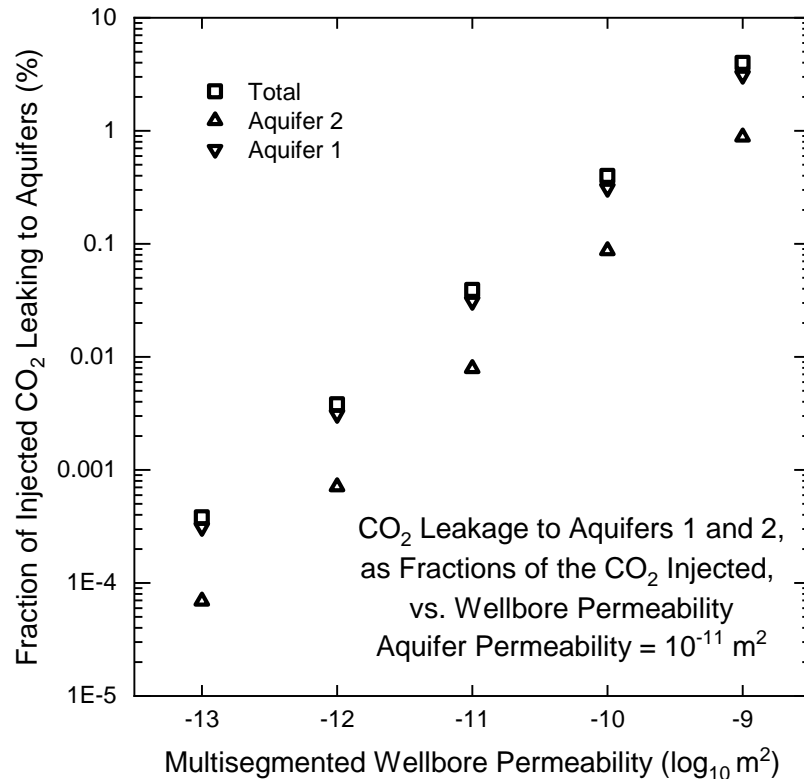 Fraction of Injected CO₂ Leaking to Aquifers (%)
10
1
0.1
0.01
0.001
1E-4
1E-5
Total
Aquifer 2
Aquifer 1
CO₂ Leakage to Aquifers 1 and 2,
as Fractions of the CO₂ Injected,
vs. Wellbore Permeability
Aquifer Permeability = 10⁻¹¹ m²
-13 -12 -11 -10 -9
Multisegmented Wellbore Permeability (log₁₀ m²)